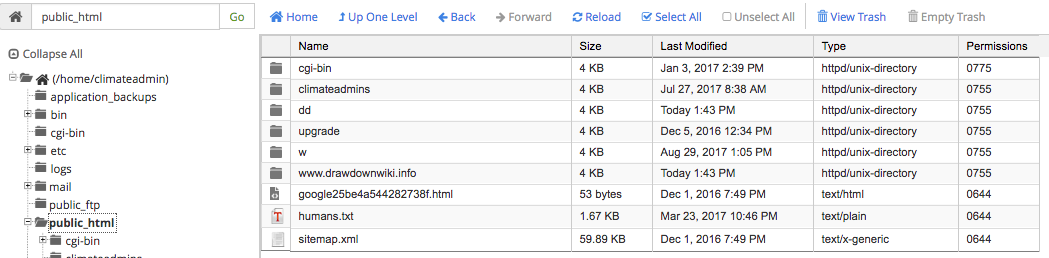 public_html Go Home Up One Level Back Forward Reload Select All Unselect All View Trash Empty Trash
Collapse All
(/home/climateadmin)
application_backups
bin
cgi-bin
etc
logs
mail
public_ftp
public_html
cgi-bin
climateadmins
Name Size Last Modified Type Permissions
cgi-bin 4 KB Jan 3, 2017 2:39 PM httpd/unix-directory 0775
climateadmins 4 KB Jul 27, 2017 8:38 AM httpd/unix-directory 0755
dd 4 KB Today 1:43 PM httpd/unix-directory 0755
upgrade 4 KB Dec 5, 2016 12:34 PM httpd/unix-directory 0755
w 4 KB Aug 29, 2017 1:05 PM httpd/unix-directory 0755
www.drawdownwiki.info 4 KB Today 1:43 PM httpd/unix-directory 0755
google25be4a544282738f.html 53 bytes Dec 1, 2016 7:49 PM text/html 0644
humans.txt 1.67 KB Mar 23, 2017 10:46 PM text/plain 0644
sitemap.xml 59.89 KB Dec 1, 2016 7:49 PM text/x-generic 0644